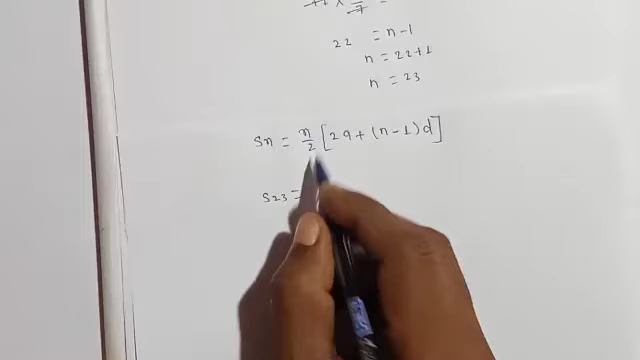 22 = n-1
n = 22+1
n = 23
Sn = n/2 [2a+(n-1)d]
S23 =